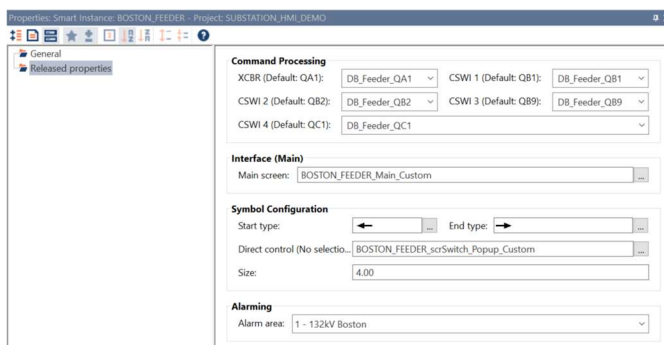 Properties: Smart Instance: BOSTON_FEEDER - Project: SUBSTATION_HMI_DEMO
General
Released properties
Command Processing
XCBR (Default: QA1): DB_Feeder_QA1 CSWI 1 (Default: QB1): DB_Feeder_QB1
CSWI 2 (Default: QB2): DB_Feeder_QB2 CSWI 3 (Default: QB9): DB_Feeder_QB9
CSWI 4 (Default: QC1): DB_Feeder_QC1
Interface (Main)
Main screen: BOSTON_FEEDER_Main_Custom ...
Symbol Configuration
Start type: ... End type: ...
Direct control (No selectio... BOSTON_FEEDER_scrSwitch_Popup_Custom ...
Size: 4.00
Alarming
Alarm area: 1 - 132kV Boston